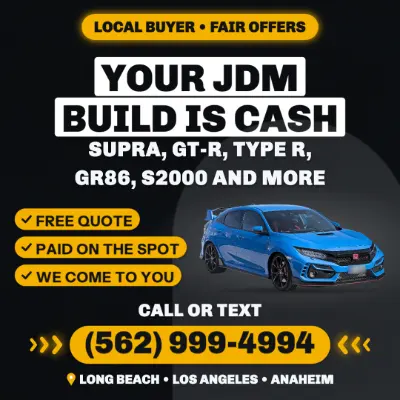 LOCAL BUYER • FAIR OFFERS
YOUR JDM
BUILD IS CASH
SUPRA, GT-R, TYPE R,
GR86, S2000 AND MORE
FREE QUOTE
PAID ON THE SPOT
WE COME TO YOU
CALL OR TEXT
(562) 999-4994
LONG BEACH • LOS ANGELES • ANAHEIM